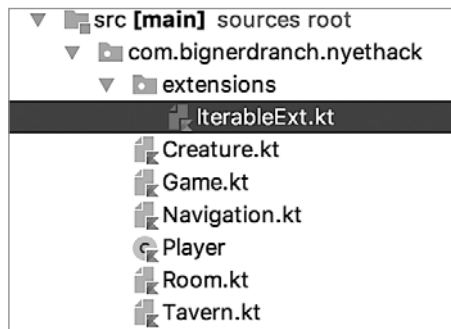 src [main] sources root
com.bignerdranch.nyethack
extensions
IterableExt.kt
Creature.kt
Game.kt
Navigation.kt
Player
Room.kt
Tavern.kt